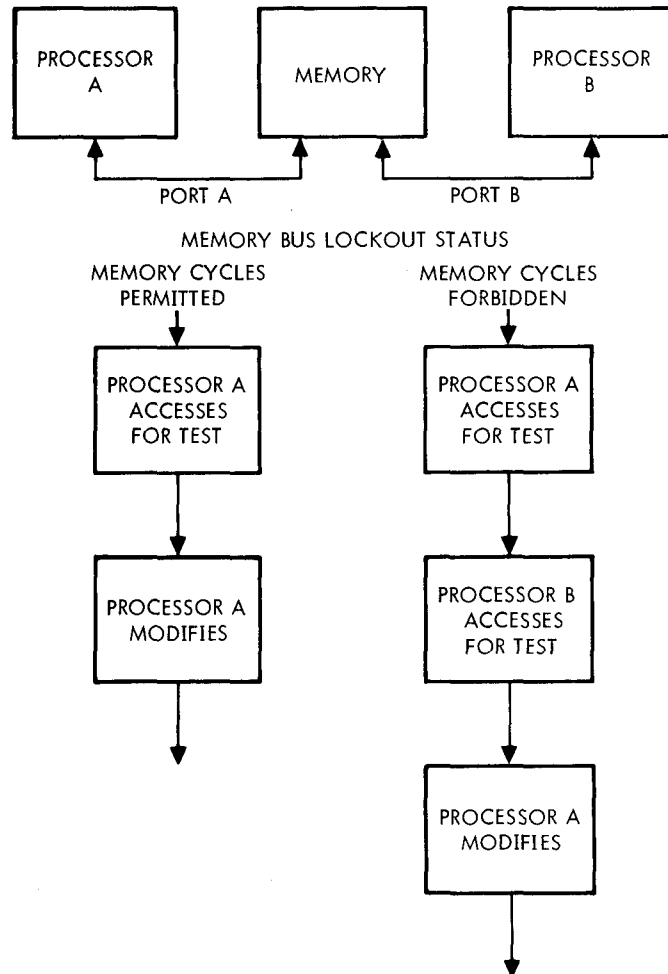 PROCESSOR
A
MEMORY
PROCESSOR
B
PORT A
PORT B
MEMORY BUS LOCKOUT STATUS
MEMORY CYCLES
PERMITTED
MEMORY CYCLES
FORBIDDEN
PROCESSOR A
ACCESSES
FOR TEST
PROCESSOR A
ACCESSES
FOR TEST
PROCESSOR A
MODIFIES
PROCESSOR B
ACCESSES
FOR TEST
PROCESSOR A
MODIFIES